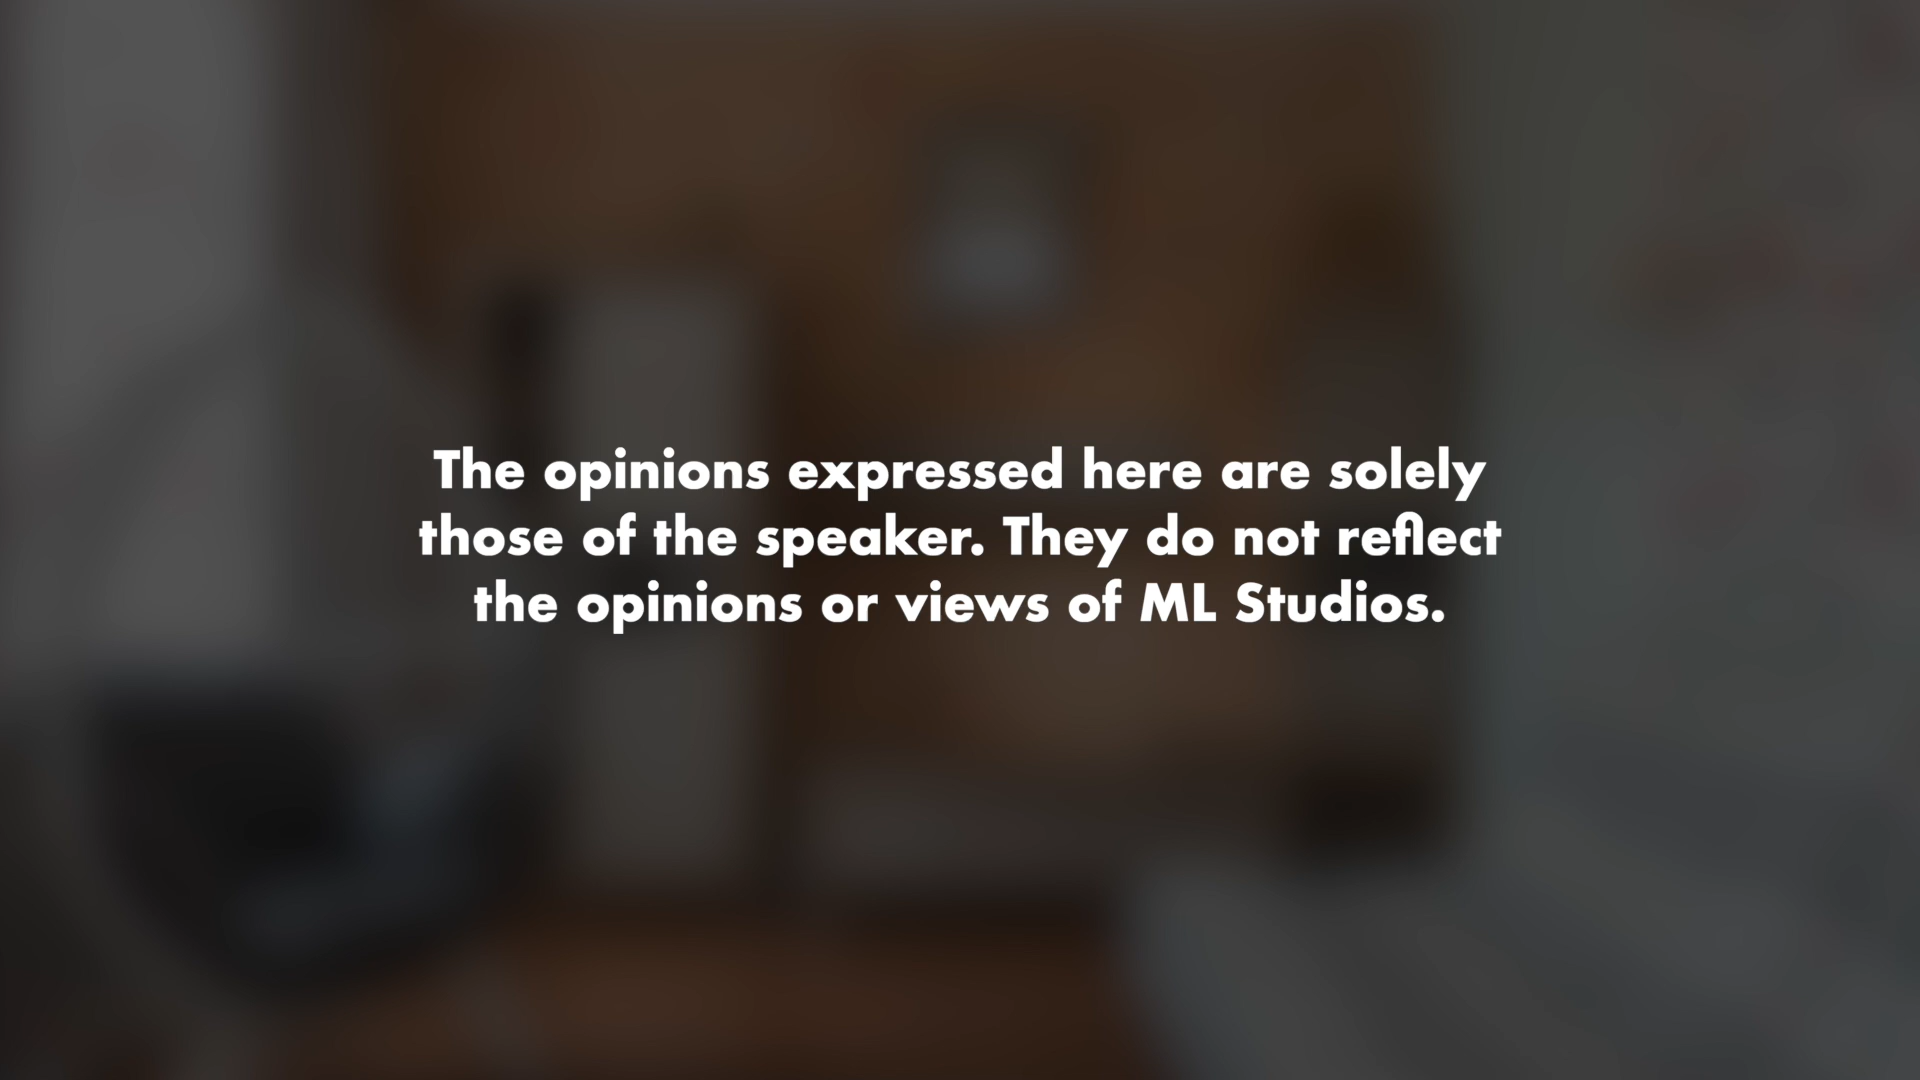 The opinions expressed here are solely
those of the speaker. They do not reflect
the opinions or views of ML Studios.